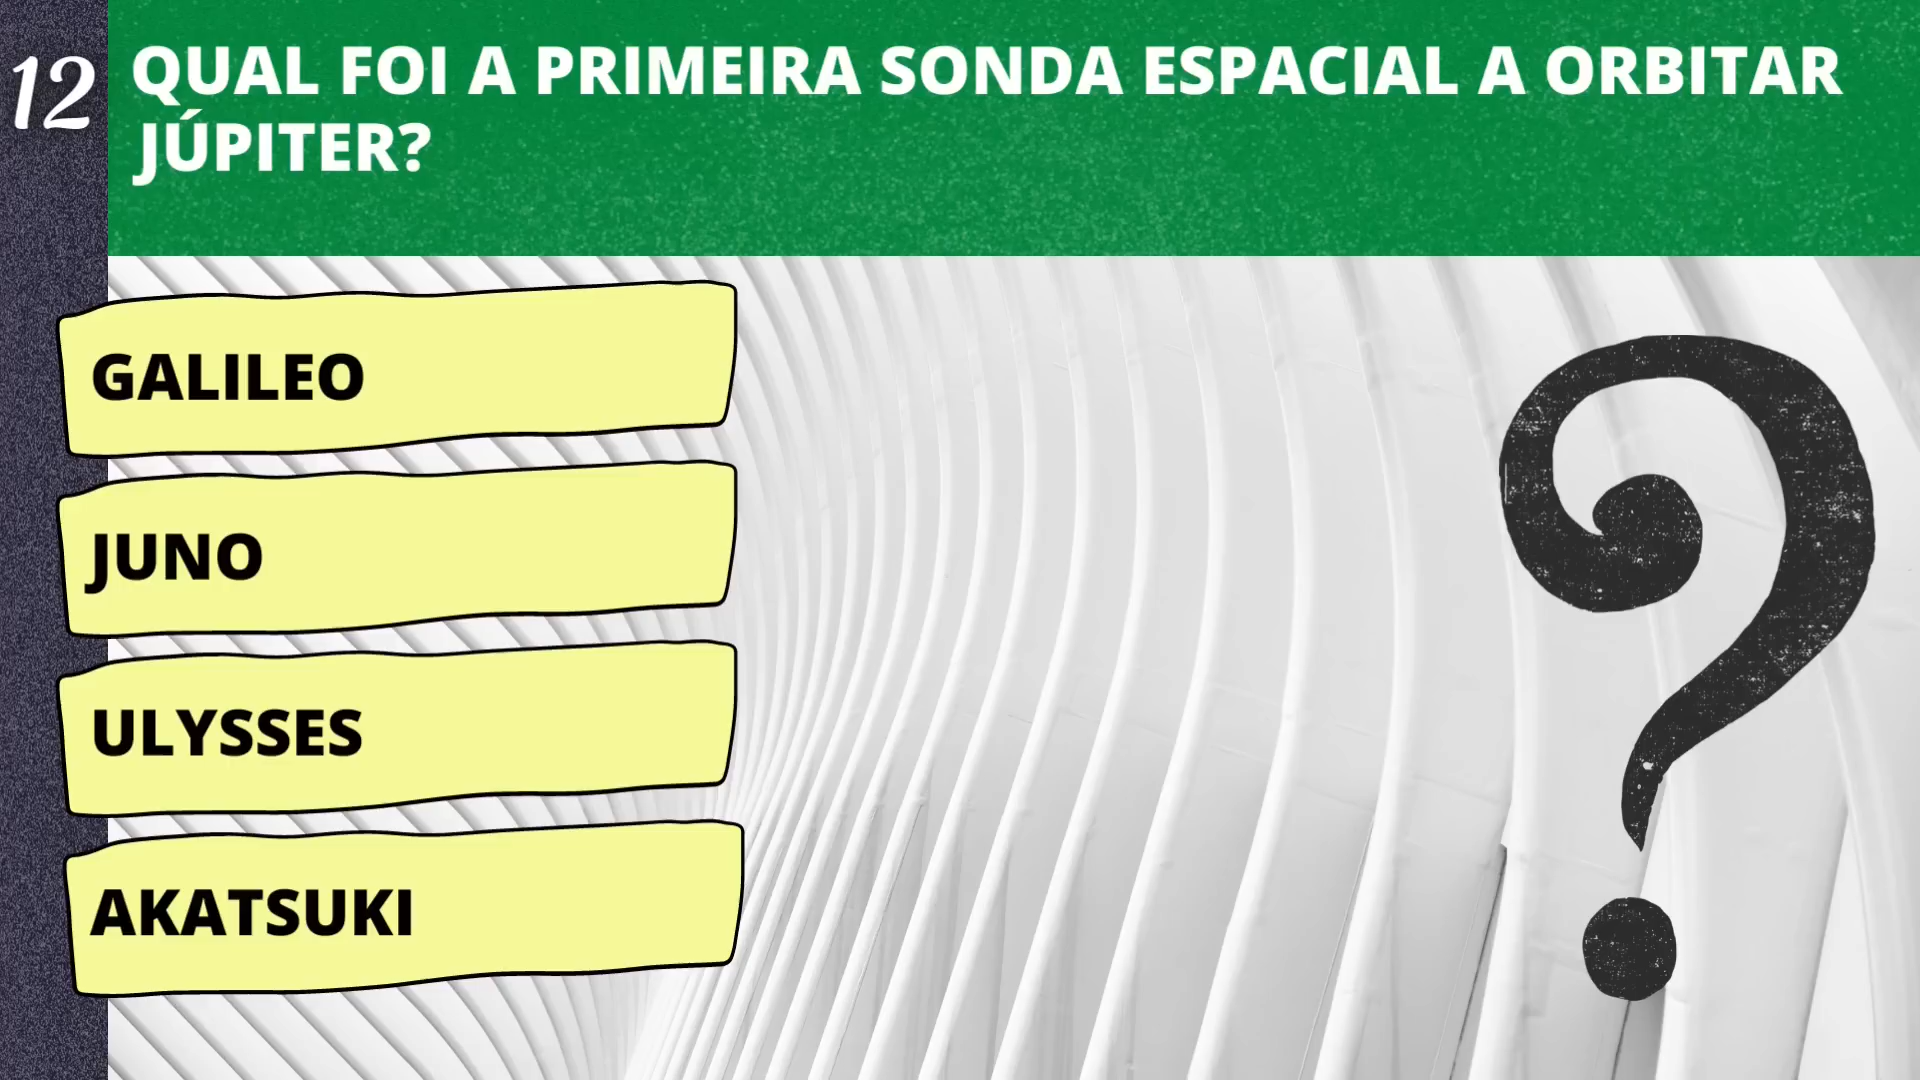 12
QUAL FOI A PRIMEIRA SONDA ESPACIAL A ORBITAR
JÚPITER?
GALILEO
JUNO
ULYSSES
AKATSUKI
?